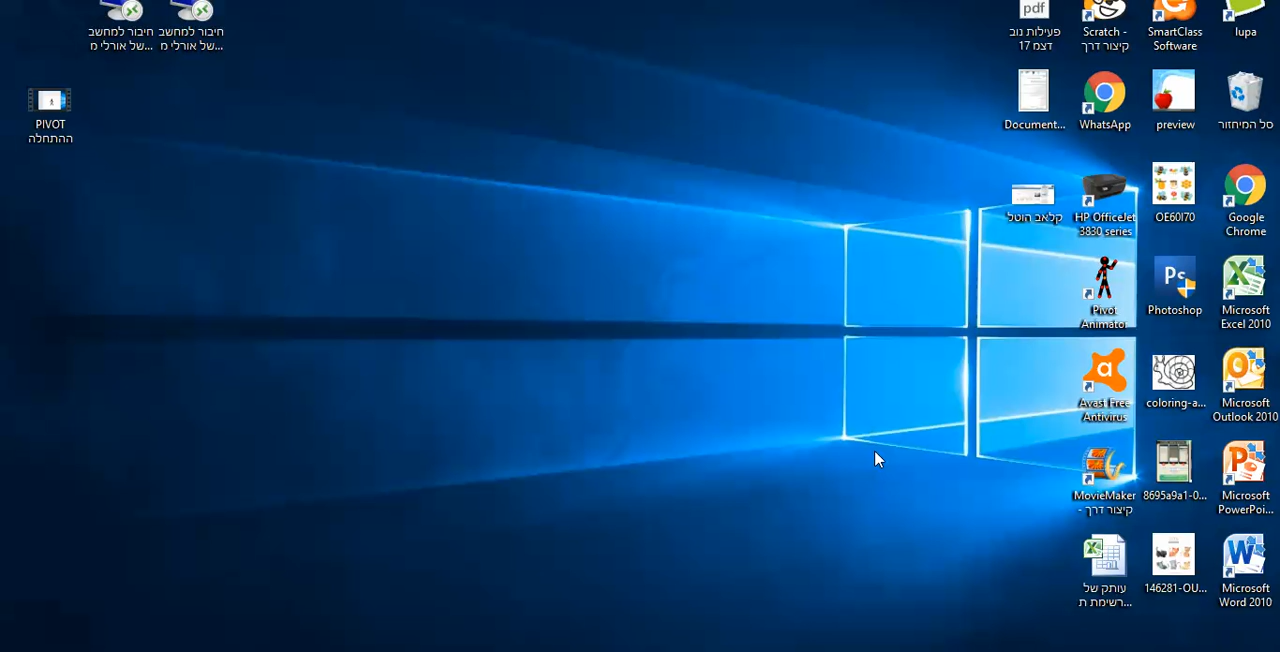 חיבור למחשב
של אורלי מ...
חיבור למחשב
של אורלי מ...
PIVOT
ההתחלה
pdf
פעילות נוב
דצמ 17
Scratch -
קיצור דרך
SmartClass
Software
lupa
Document...
WhatsApp
preview
סל המיחזור
קלאב הוטל
HP OfficeJet
3830 series
OE60I70
Google
Chrome
Pivot
Animator
Ps
Photoshop
Microsoft
Excel 2010
Avast Free
Antivirus
coloring-a...
Microsoft
Outlook 2010
MovieMaker
- קיצור דרך
8695a9a1-0...
Microsoft
PowerPoi...
עותק של
רשימת ת...
146281-OU...
Microsoft
Word 2010